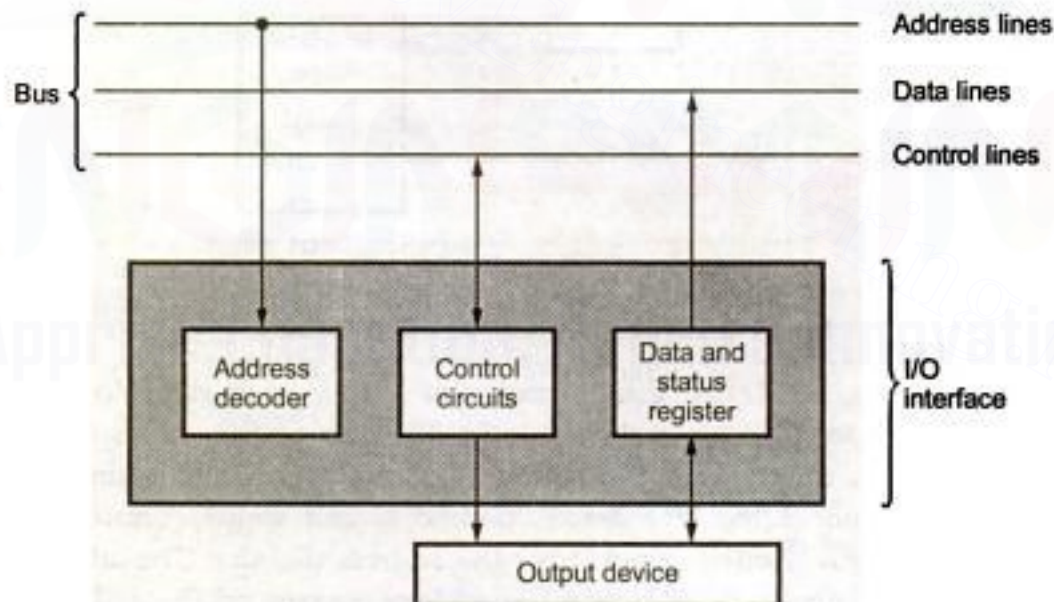 Address lines
Bus
Data lines
Control lines
Address
decoder
Control
circuits
Data and
status
register
I/O
interface
Output device